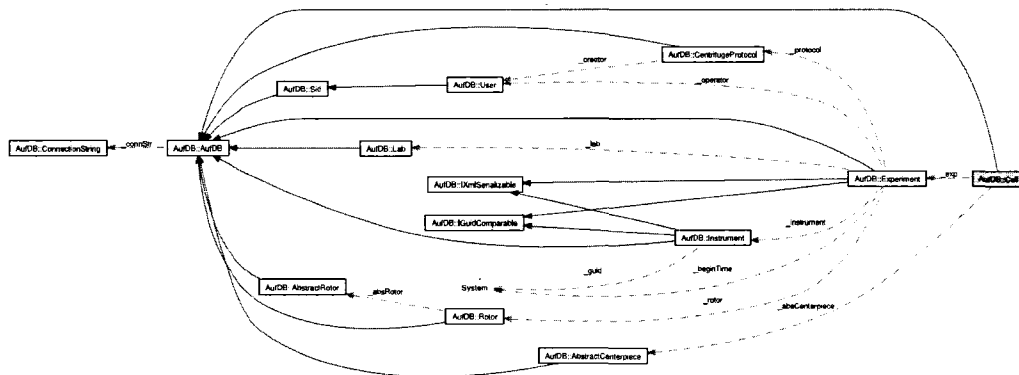 AufDB::CentrifugeProtocol
_protocol
_creator
_operator
AufDB::Sid
AufDB::User
AufDB::ConnectionString
_connStr
AufDB::AufDB
AufDB::Lab
_lab
AufDB::IXmlSerializable
AufDB::Experiment
_exp
AufDB::Cell
AufDB::IGuidComparable
AufDB::Instrument
_instrument
_guid
_beginTime
AufDB::AbstractRotor
_absRotor
System
_rotor
_absCenterpiece
AufDB::Rotor
AufDB::AbstractCenterpiece